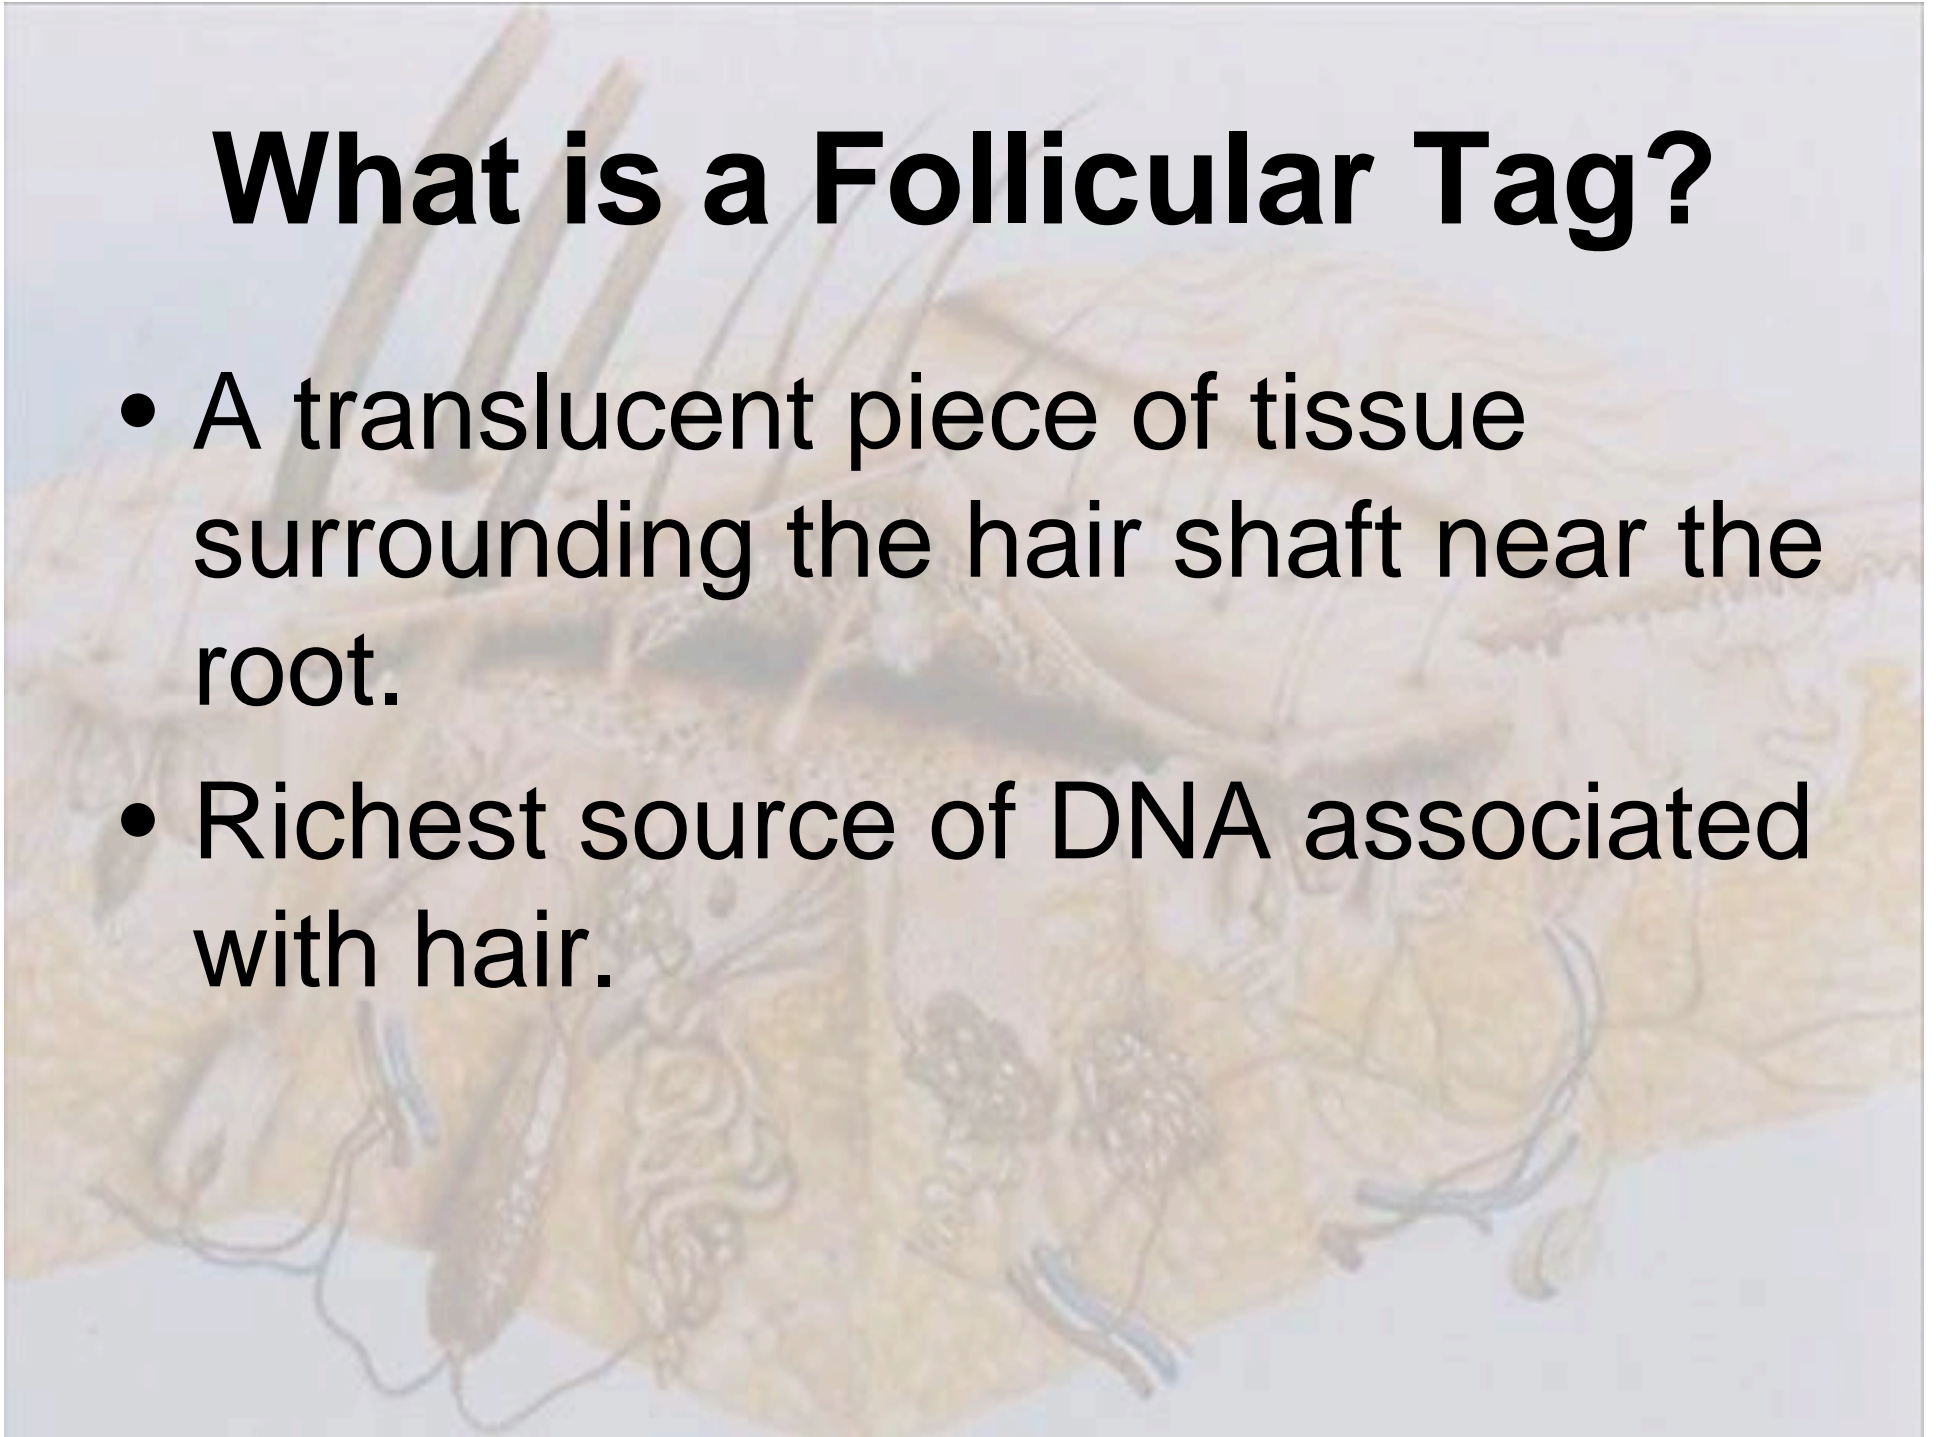 What is a Follicular Tag?
• A translucent piece of tissue
surrounding the hair shaft near the
root.
• Richest source of DNA associated
with hair.